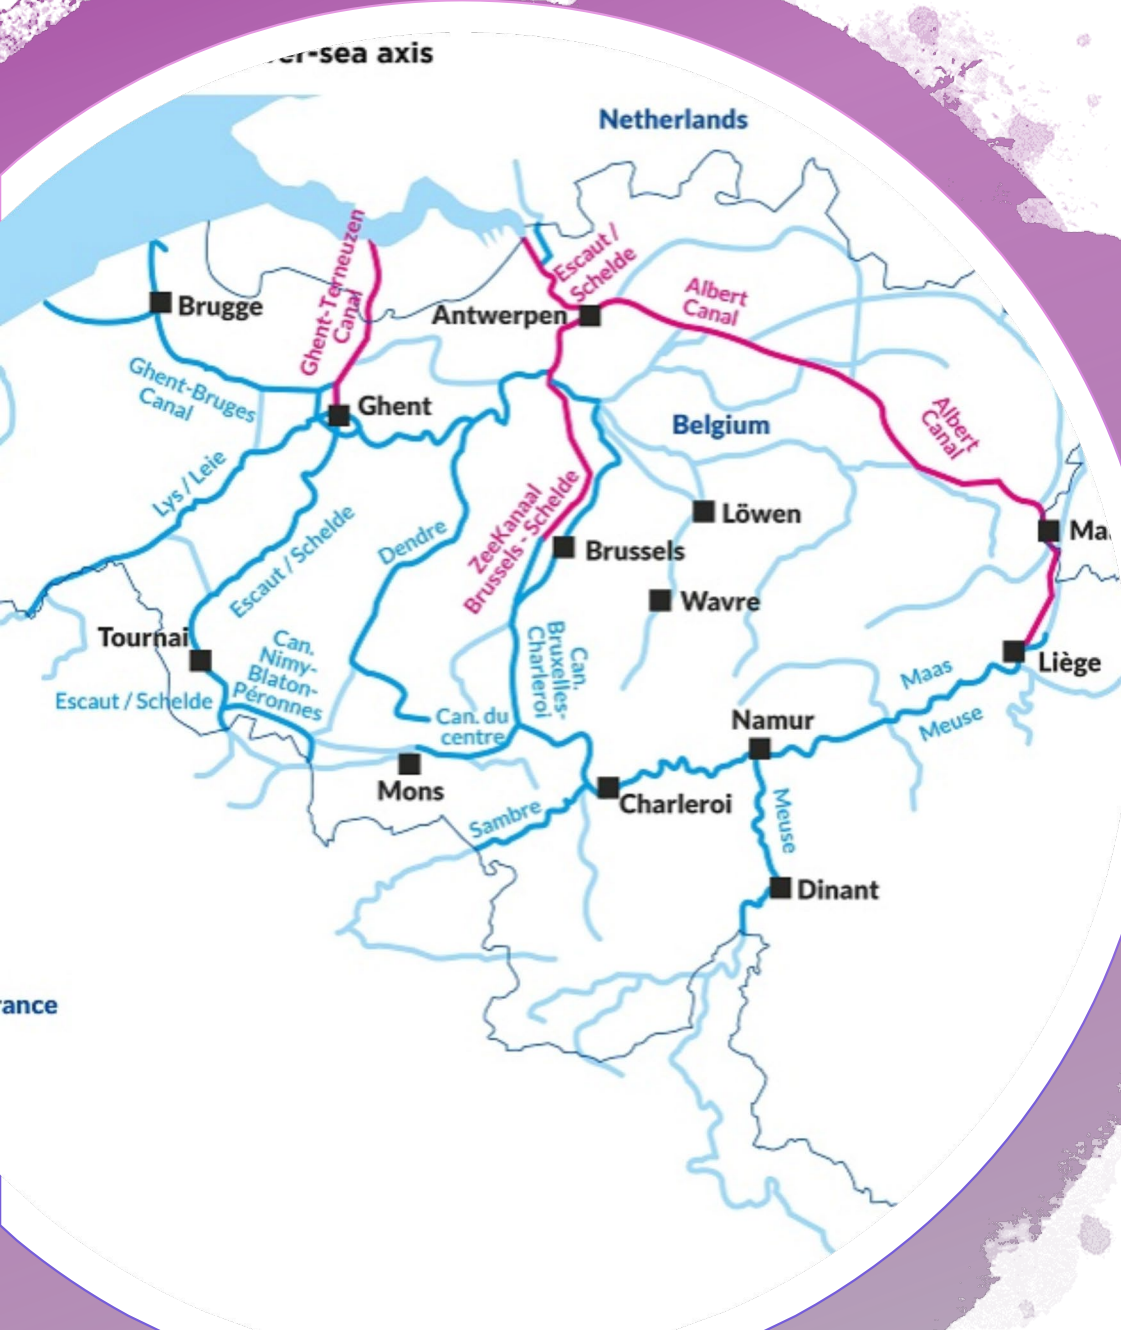 -sea axis
Netherlands
Escaut /
Schelde
Ghent-Terneuzen
Canal
Albert
Canal
Brugge
Antwerpen
Ghent-Bruges
Canal
Ghent
Belgium
Albert
Canal
Lys / Leie
ZeeKanaal
Brussels - Schelde
Löwen
Escaut / Schelde
Dendre
Brussels
Wavre
Tournai
Can.
Nimy-
Blaton-
Péronnes
Can.
Bruxelles-
Charleroi
Liège
Maas
Meuse
Escaut / Schelde
Can. du
centre
Namur
Mons
Charleroi
Sambre
Meuse
Dinant